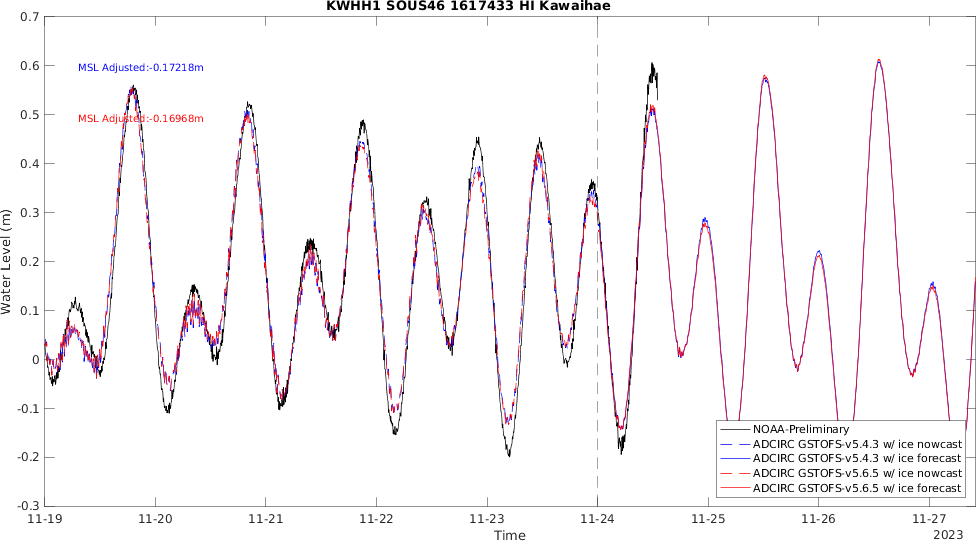 KWHH1 SOUS46 1617433 HI Kawaihae
MSL Adjusted:-0.17218m
MSL Adjusted:-0.16968m
Water Level (m)
0.7
0.6
0.5
0.4
0.3
0.2
0.1
0
-0.1
-0.2
-0.3
NOAA-Preliminary
ADCIRC GSTOFS-v5.4.3 w/ ice nowcast
ADCIRC GSTOFS-v5.4.3 w/ ice forecast
ADCIRC GSTOFS-v5.6.5 w/ ice nowcast
ADCIRC GSTOFS-v5.6.5 w/ ice forecast
11-19 11-20 11-21 11-22 11-23 11-24 11-25 11-26 11-27
Time
2023